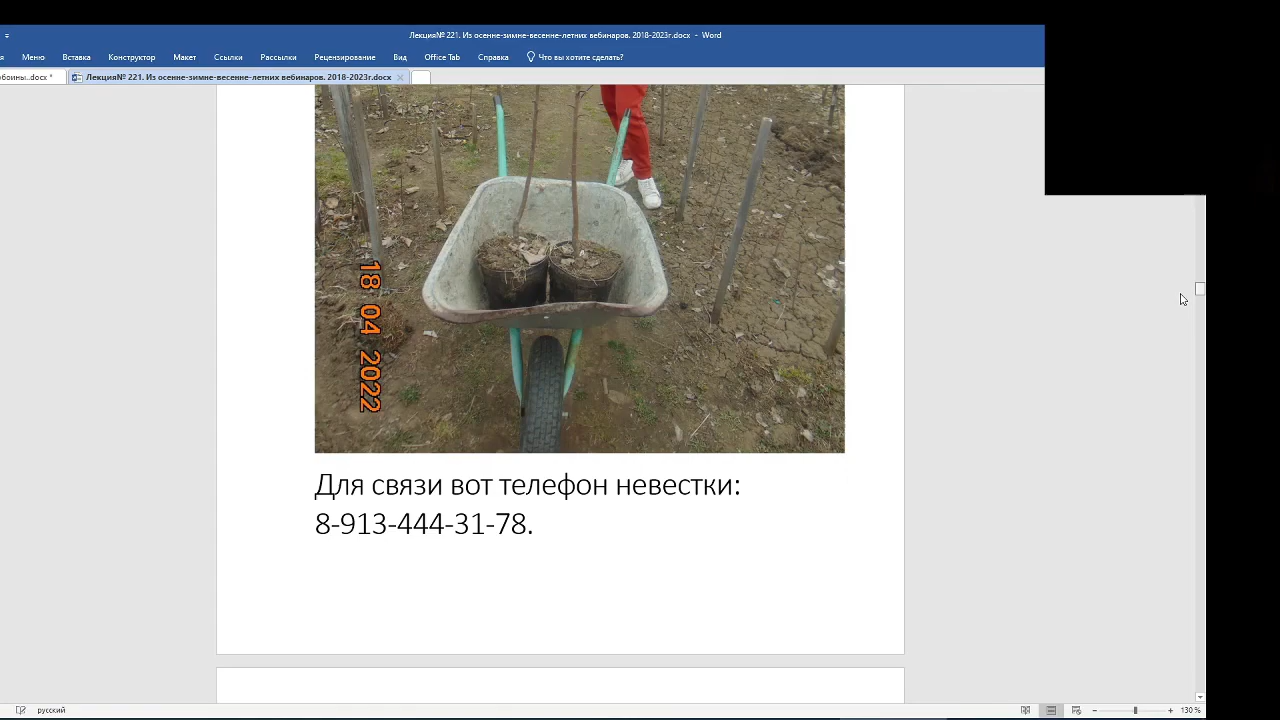 Лекция№ 221. Из осенне-зимне-весенне-летних вебинаров. 2018-2023г.docx - Word
Меню Вставка Конструктор Макет Ссылки Рассылки Рецензирование Вид Office Tab Справка Что вы хотите сделать?
Лекция№ 221. Из осенне-зимне-весенне-летних вебинаров. 2018-2023г.docx
18 04 2022
Для связи вот телефон невестки:
8-913-444-31-78.
русский 130 %